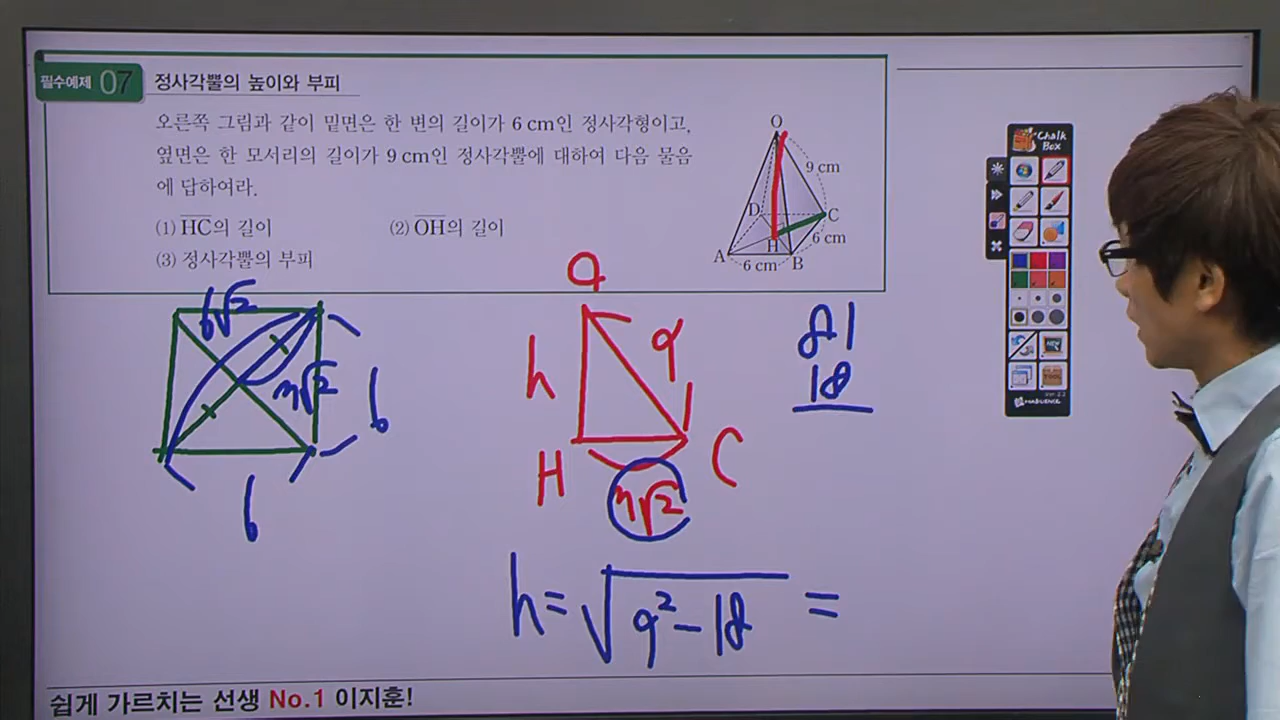 필수예제 07 정사각뿔의 높이와 부피
오른쪽 그림과 같이 밑면은 한 변의 길이가 6 cm인 정사각형이고,
옆면은 한 모서리의 길이가 9 cm인 정사각뿔에 대하여 다음 물음
에 답하여라.
(1) HC의 길이 (2) OH의 길이
(3) 정사각뿔의 부피
O
9 cm
D
C
H
6 cm
A
6 cm
B
Chalk
Box
6√2
3√2
6
6
O
h
9
H
C
3√2
81
18
h=√9²-18 =
쉽게 가르치는 선생 No.1 이지훈!